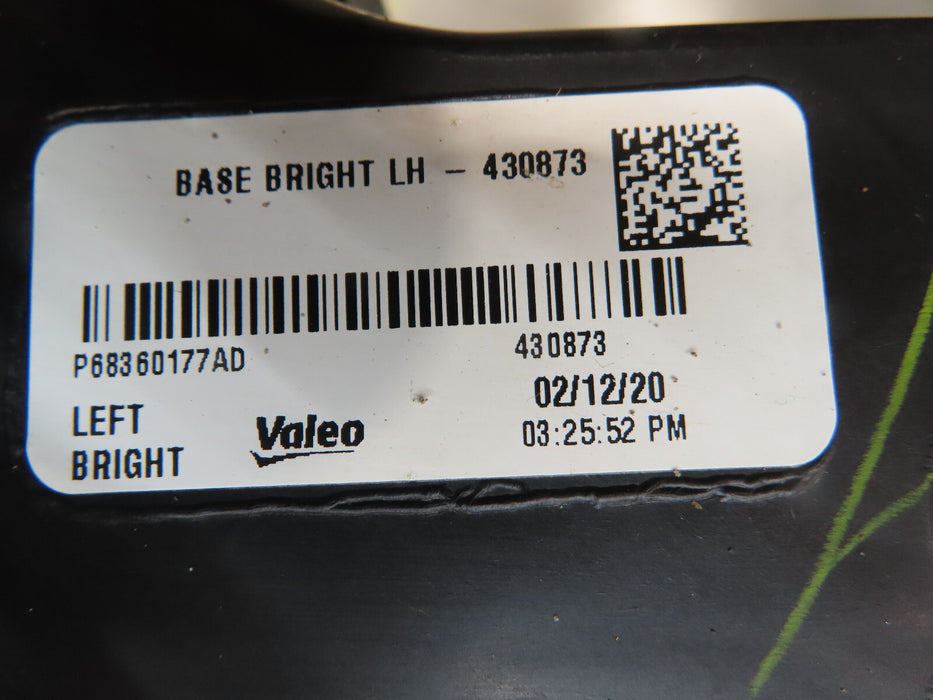 BASE BRIGHT LH - 430873
P68360177AD
430873
02/12/20
03:25:52 PM
LEFT
BRIGHT
Valeo